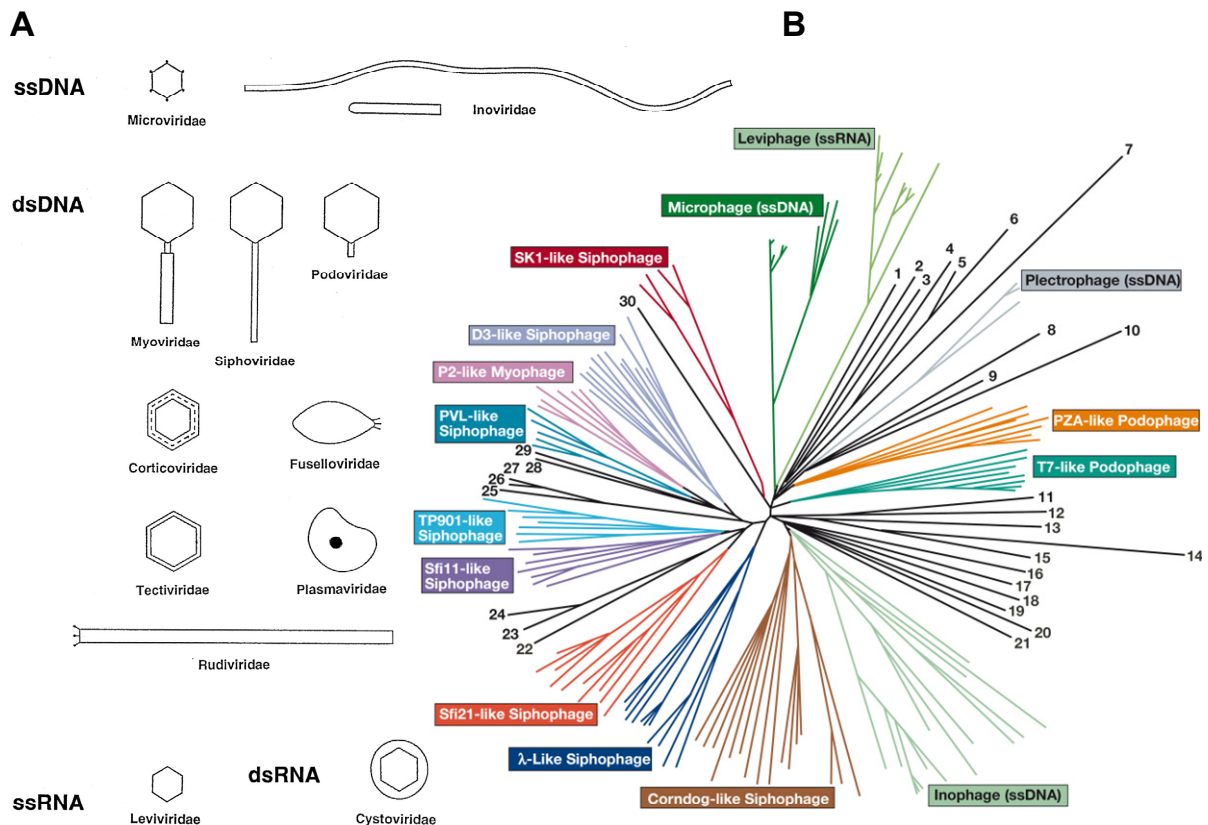 A
ssDNA
Microviridae
Inoviridae
dsDNA
Myoviridae
Siphoviridae
Podoviridae
Corticoviridae
Fuselloviridae
Tectiviridae
Plasmaviridae
Rudiviridae
ssRNA
Leviviridae
dsRNA
Cystoviridae
B
Leviphage (ssRNA)
Microphage (ssDNA)
SK1-like Siphophage
30
D3-like Siphophage
P2-like Myophage
PVL-like
Siphophage
29
28
27
26
25
TP901-like
Siphophage
Sfi11-like
Siphophage
24
23
22
Sfi21-like Siphophage
λ-Like Siphophage
Corndog-like Siphophage
Inophage (ssDNA)
1
2
3
4
5
6
7
Plectrophage (ssDNA)
8
9
10
PZA-like Podophage
T7-like Podophage
11
12
13
14
15
16
17
18
19
20
21